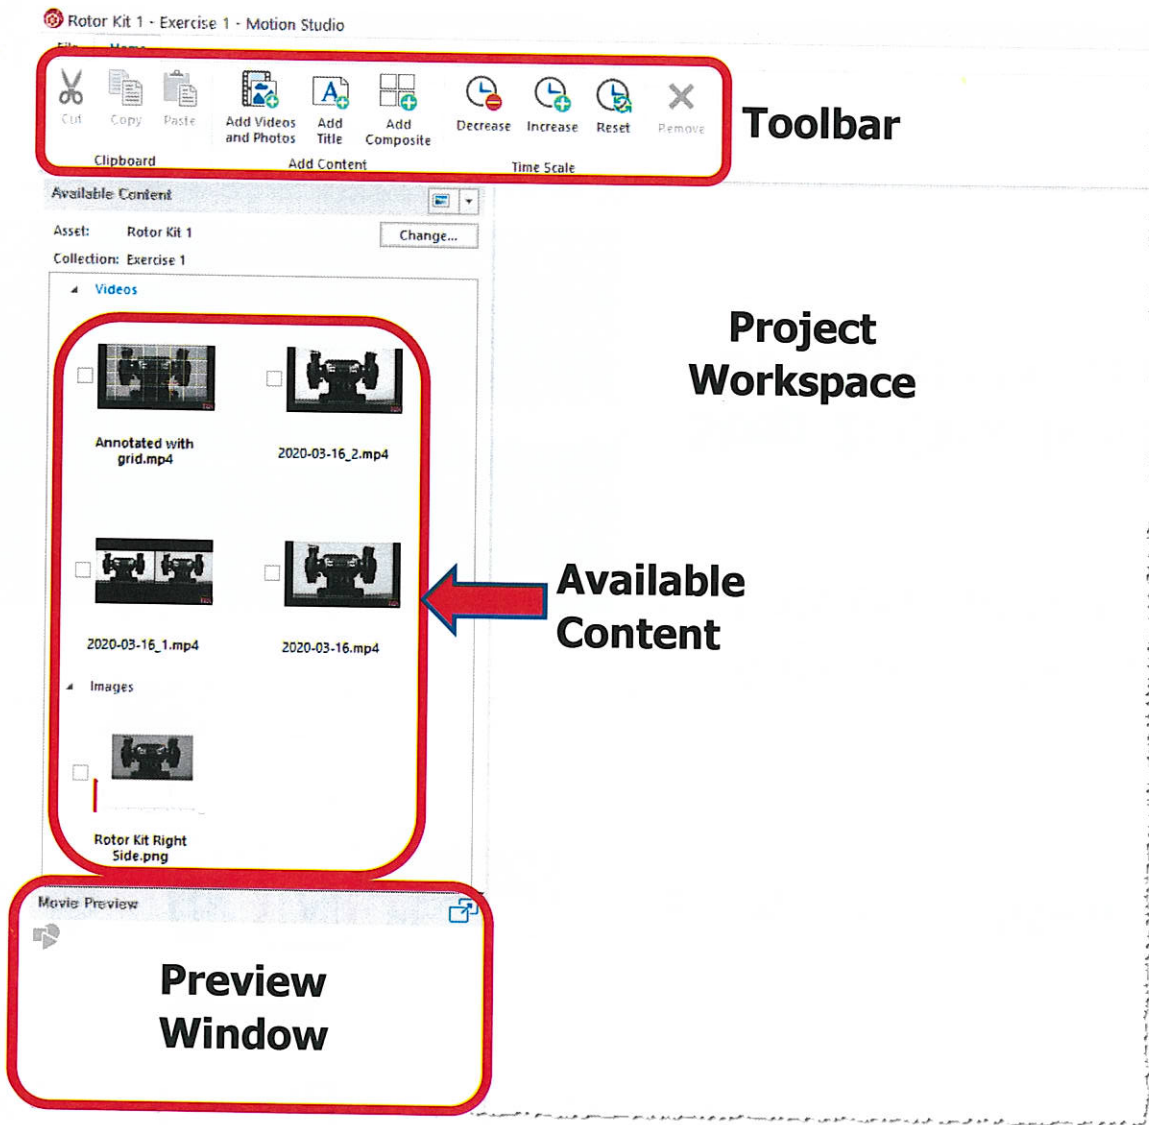 Rotor Kit 1 - Exercise 1 - Motion Studio
File Home
Cut Copy Paste
Add Videos and Photos
Add Title
Add Composite
Decrease Increase Reset Remove
Clipboard Add Content Time Scale
Toolbar
Available Content
Asset: Rotor Kit 1 Change...
Collection: Exercise 1
Videos
Project
Workspace
Annotated with
grid.mp4
2020-03-16_2.mp4
Available
Content
2020-03-16_1.mp4
2020-03-16.mp4
Images
Rotor Kit Right
Side.png
Movie Preview
Preview
Window